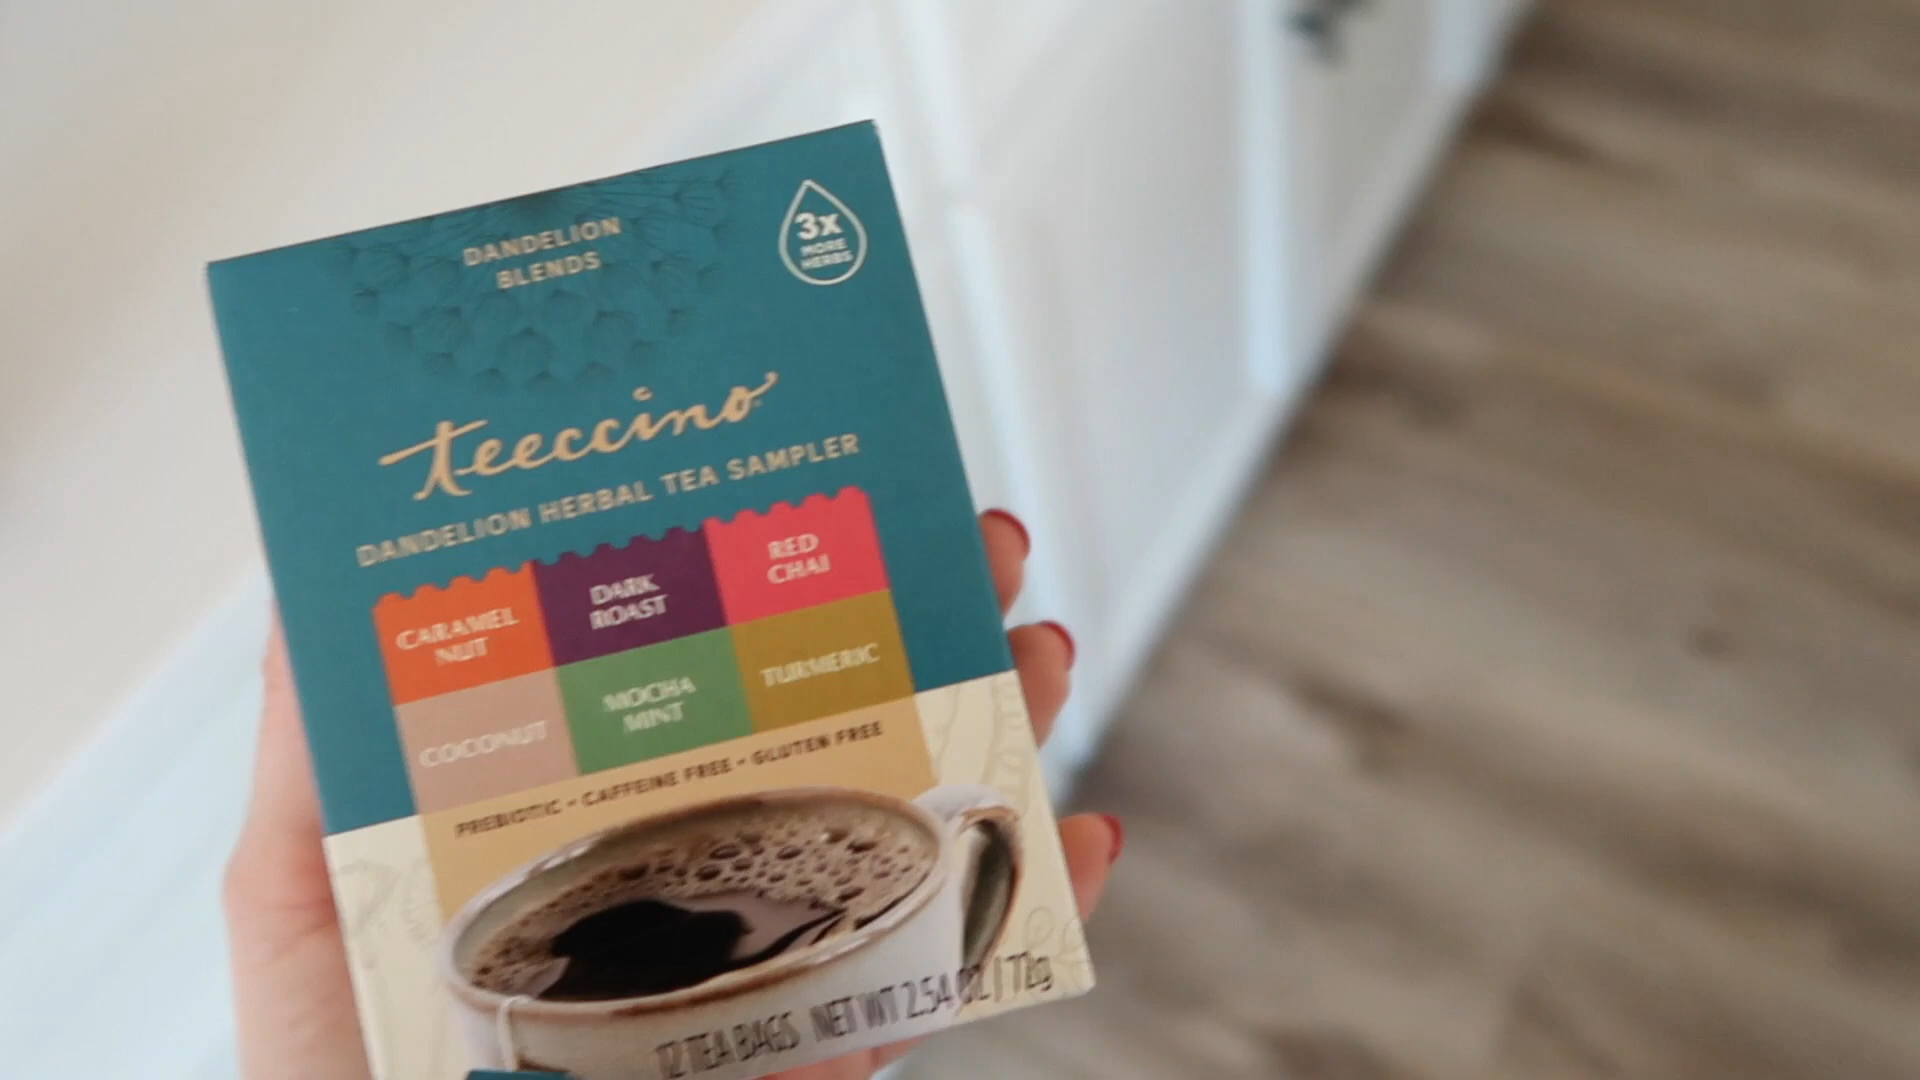 DANDELION
BLENDS
3x
MORE
HERBS
teeccino
DANDELION HERBAL TEA SAMPLER
CARAMEL
NUT
DARK
ROAST
RED
CHAI
COCONUT
MOCHA
MINT
TURMERIC
PREBIOTIC • CAFFEINE FREE • GLUTEN FREE
12 TEA BAGS NET WT 2.54 OZ / 72g